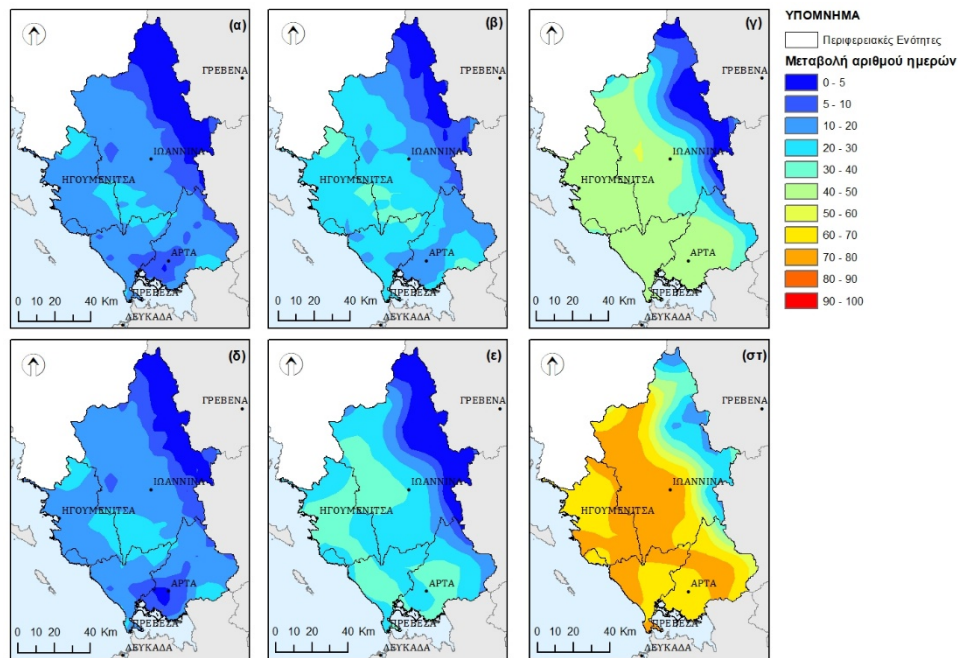 (α)
ΓΡΕΒΕΝΑ
ΙΩΑΝΝΙΝΑ
ΗΓΟΥΜΕΝΙΤΣΑ
ΑΡΤΑ
ΠΡΕΒΕΖΑ
ΛΕΥΚΑΔΑ
0 10 20 40 Km
(β)
ΓΡΕΒΕΝΑ
ΙΩΑΝΝΙΝΑ
ΗΓΟΥΜΕΝΙΤΣΑ
ΑΡΤΑ
ΠΡΕΒΕΖΑ
ΛΕΥΚΑΔΑ
0 10 20 40 Km
(γ)
ΓΡΕΒΕΝΑ
ΙΩΑΝΝΙΝΑ
ΗΓΟΥΜΕΝΙΤΣΑ
ΑΡΤΑ
ΠΡΕΒΕΖΑ
ΛΕΥΚΑΔΑ
0 10 20 40 Km
ΥΠΟΜΝΗΜΑ
Περιφερειακές Ενότητες
Μεταβολή αριθμού ημερών
0 - 5
5 - 10
10 - 20
20 - 30
30 - 40
40 - 50
50 - 60
60 - 70
70 - 80
80 - 90
90 - 100
(δ)
ΓΡΕΒΕΝΑ
ΙΩΑΝΝΙΝΑ
ΗΓΟΥΜΕΝΙΤΣΑ
ΑΡΤΑ
ΠΡΕΒΕΖΑ
ΛΕΥΚΑΔΑ
0 10 20 40 Km
(ε)
ΓΡΕΒΕΝΑ
ΙΩΑΝΝΙΝΑ
ΗΓΟΥΜΕΝΙΤΣΑ
ΑΡΤΑ
ΠΡΕΒΕΖΑ
ΛΕΥΚΑΔΑ
0 10 20 40 Km
(στ)
ΓΡΕΒΕΝΑ
ΙΩΑΝΝΙΝΑ
ΗΓΟΥΜΕΝΙΤΣΑ
ΑΡΤΑ
ΠΡΕΒΕΖΑ
ΛΕΥΚΑΔΑ
0 10 20 40 Km